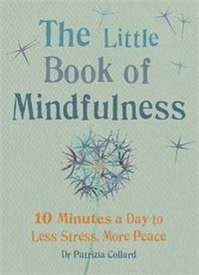 The Little
Book of
Mindfulness
10 Minutes a Day to
Less Stress, More Peace
Dr Patrizia Collard